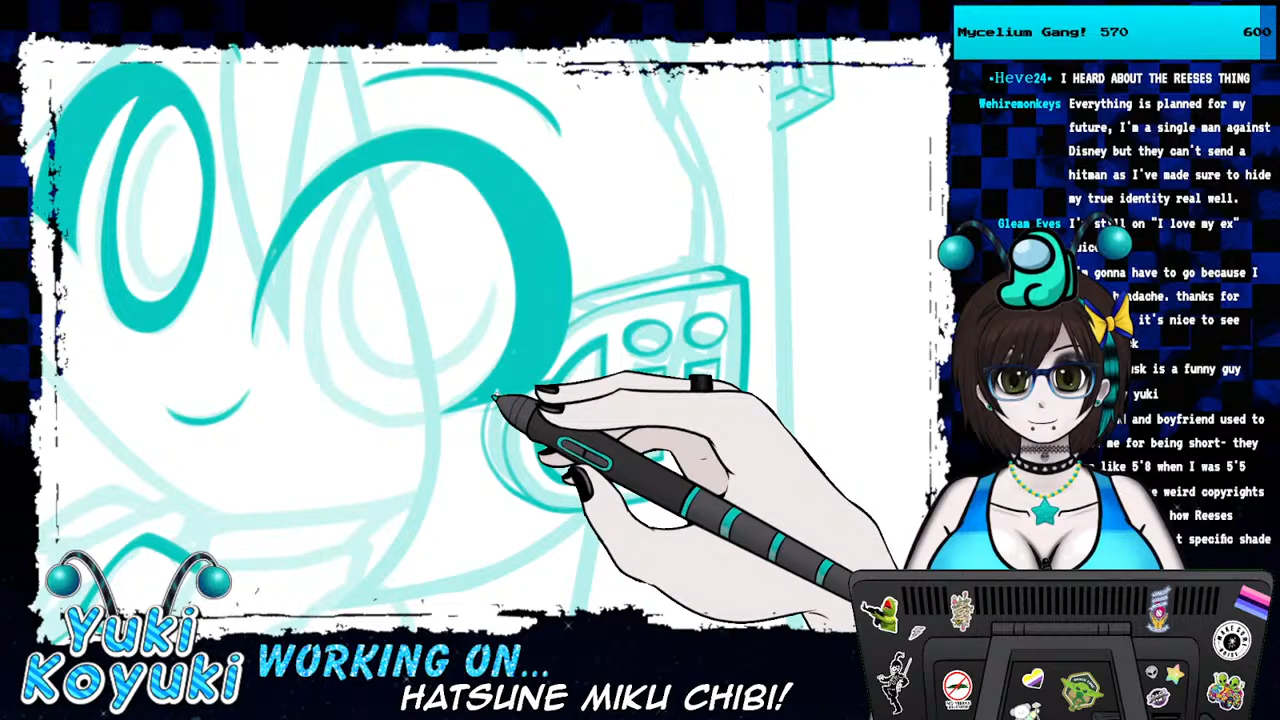 Mycelium Gang! 570 600
•Heve24• I HEARD ABOUT THE REESES THING
Wehiremonkeys Everything is planned for my
future, I'm a single man against
Disney but they can't send a
hitman as I've made sure to hide
my true identity real well.
Gleam Eves I'm still on "I love my ex"
gonna have to go because I
thanks for
it's nice to see
is a funny guy
yuki
and boyfriend used to
me for being short- they
like 5'8 when I was 5'5
weird copyrights
how Reeses
specific shade
Yuki
Koyuki
WORKING ON...
HATSUNE MIKU CHIBI!